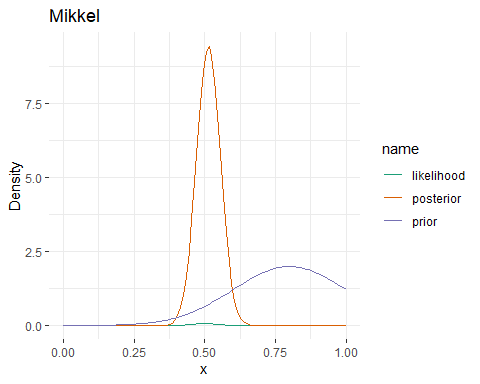 Mikkel
Density
7.5
5.0
2.5
0.0
0.00 0.25 0.50 0.75 1.00
x
name
likelihood
posterior
prior